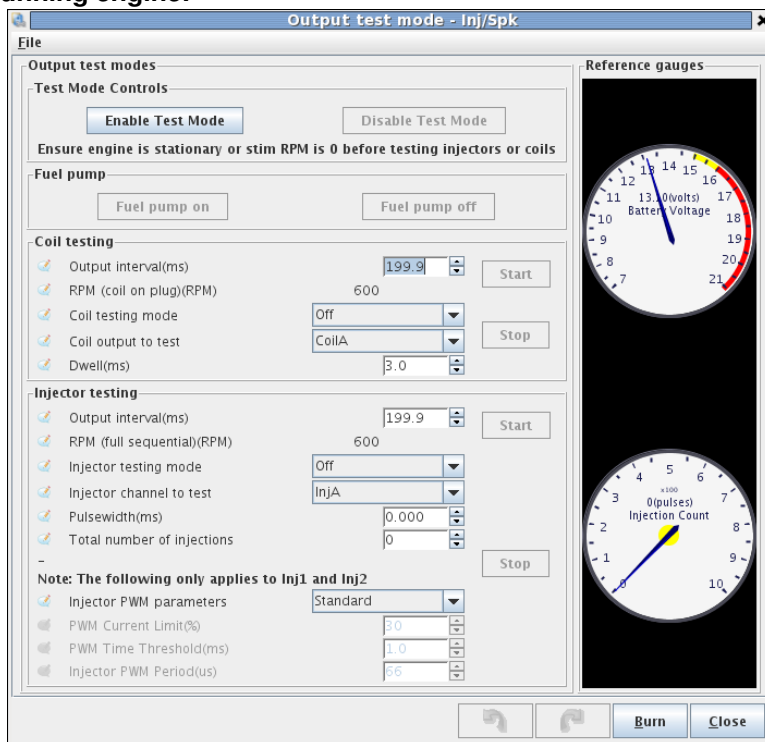 unning engine.
Output test mode - Inj/Spk
File
Output test modes
Test Mode Controls
Enable Test Mode
Disable Test Mode
Ensure engine is stationary or stim RPM is 0 before testing injectors or coils
Fuel pump
Fuel pump on
Fuel pump off
Coil testing
Output interval(ms) 199.9
Start
RPM (coil on plug)(RPM) 600
Coil testing mode Off
Coil output to test CoilA
Stop
Dwell(ms) 3.0
Injector testing
Output interval(ms) 199.9
Start
RPM (full sequential)(RPM) 600
Injector testing mode Off
Injector channel to test InjA
Pulsewidth(ms) 0.000
Total number of injections 0
-
Stop
Note: The following only applies to Inj1 and Inj2
Injector PWM parameters Standard
PWM Current Limit(%) 30
PWM Time Threshold(ms) 1.0
Injector PWM Period(us) 66
Reference gauges
7 8 9 10 11 12 13 14 15 16 17 18 19 20 21
(volts)
Battery Voltage
0 1 2 3 4 5 6 7 8 9 10
x100
0(pulses)
Injection Count
Burn
Close